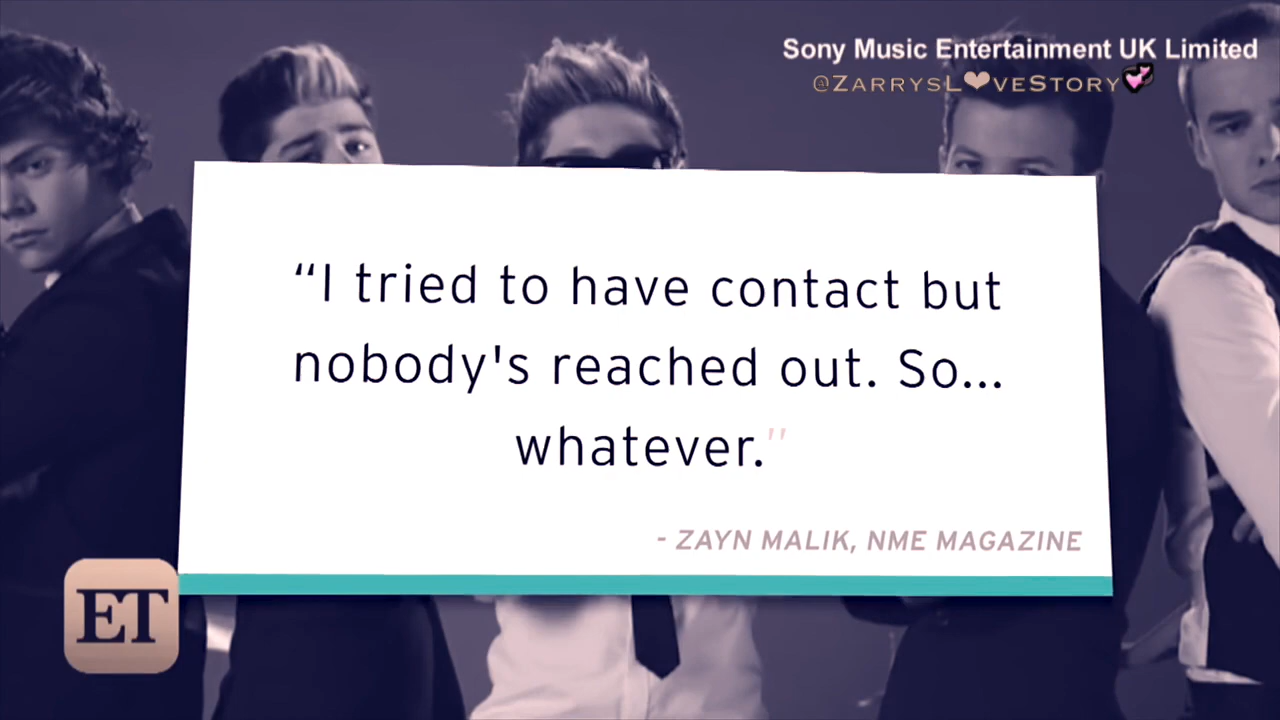 Sony Music Entertainment UK Limited
@ZARRYSL❤VESTORY💞
“I tried to have contact but
nobody's reached out. So...
whatever.”
- ZAYN MALIK, NME MAGAZINE
ET